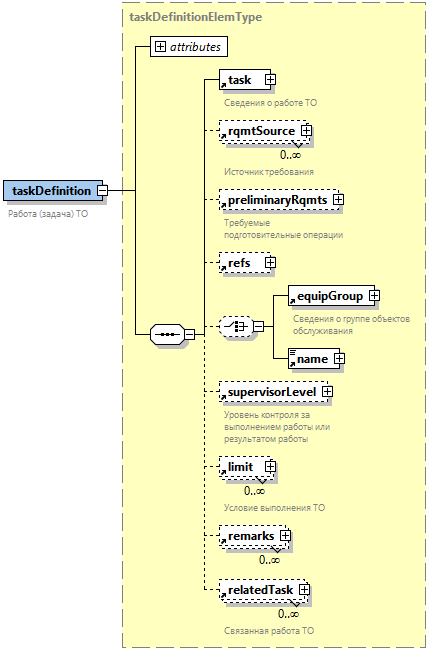 taskDefinitionElemType
attributes
task
Сведения о работе ТО
rqmtSource
0..∞
Источник требования
taskDefinition
Работа (задача) ТО
preliminaryRqmts
Требуемые
подготовительные операции
refs
equipGroup
Сведения о группе объектов
обслуживания
name
supervisorLevel
Уровень контроля за
выполнением работы или
результатом работы
limit
0..∞
Условие выполнения ТО
remarks
0..∞
relatedTask
0..∞
Связанная работа ТО